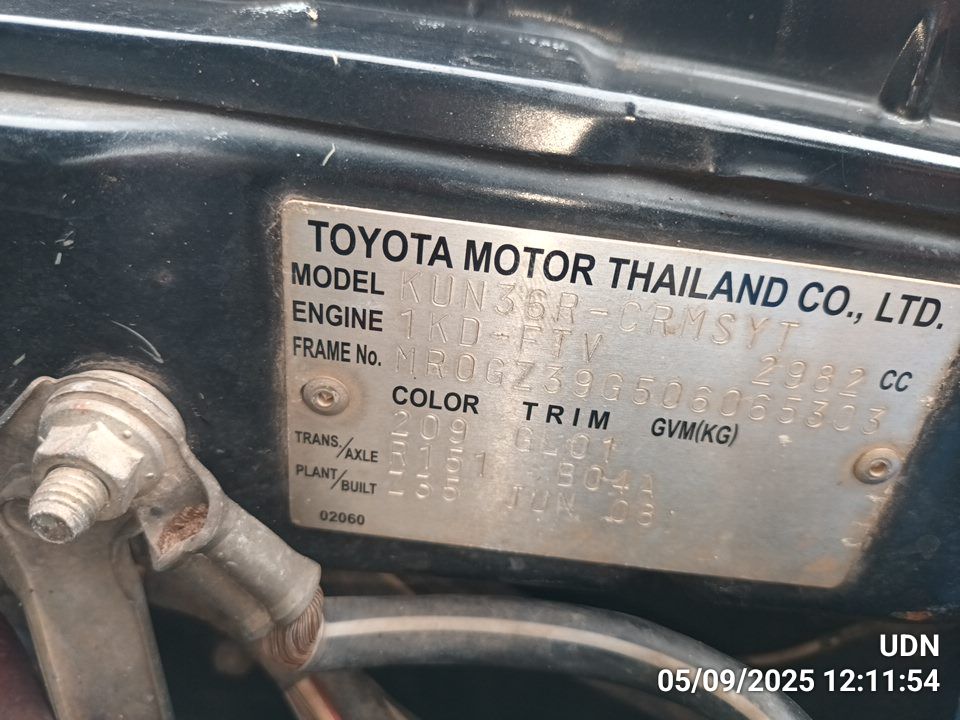 TOYOTA MOTOR THAILAND CO., LTD.
MODEL KUN36R-CRMSYT
ENGINE 1KD-FTV 2982 CC
FRAME No. MR0GZ39G506065303
COLOR TRIM GVM(KG)
209 GL01
TRANS./AXLE R151 B04A
PLANT/BUILT JUN 08
02060
UDN
05/09/2025 12:11:54